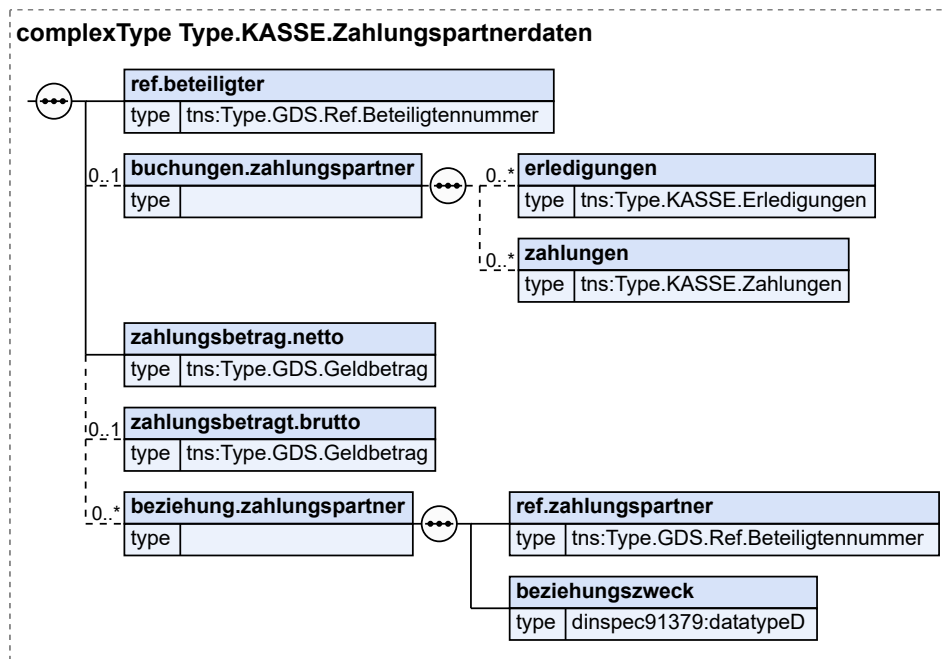 complexType Type.KASSE.Zahlungspartnerdaten
ref.beteiligter
type tns:Type.GDS.Ref.Beteiligtennummer
0..1 buchungen.zahlungspartner
type
0..* erledigungen
type tns:Type.KASSE.Erledigungen
0..* zahlungen
type tns:Type.KASSE.Zahlungen
zahlungsbetrag.netto
type tns:Type.GDS.Geldbetrag
0..1 zahlungsbetragt.brutto
type tns:Type.GDS.Geldbetrag
0..* beziehung.zahlungspartner
type
ref.zahlungspartner
type tns:Type.GDS.Ref.Beteiligtennummer
beziehungszweck
type dinspec91379:datatypeD